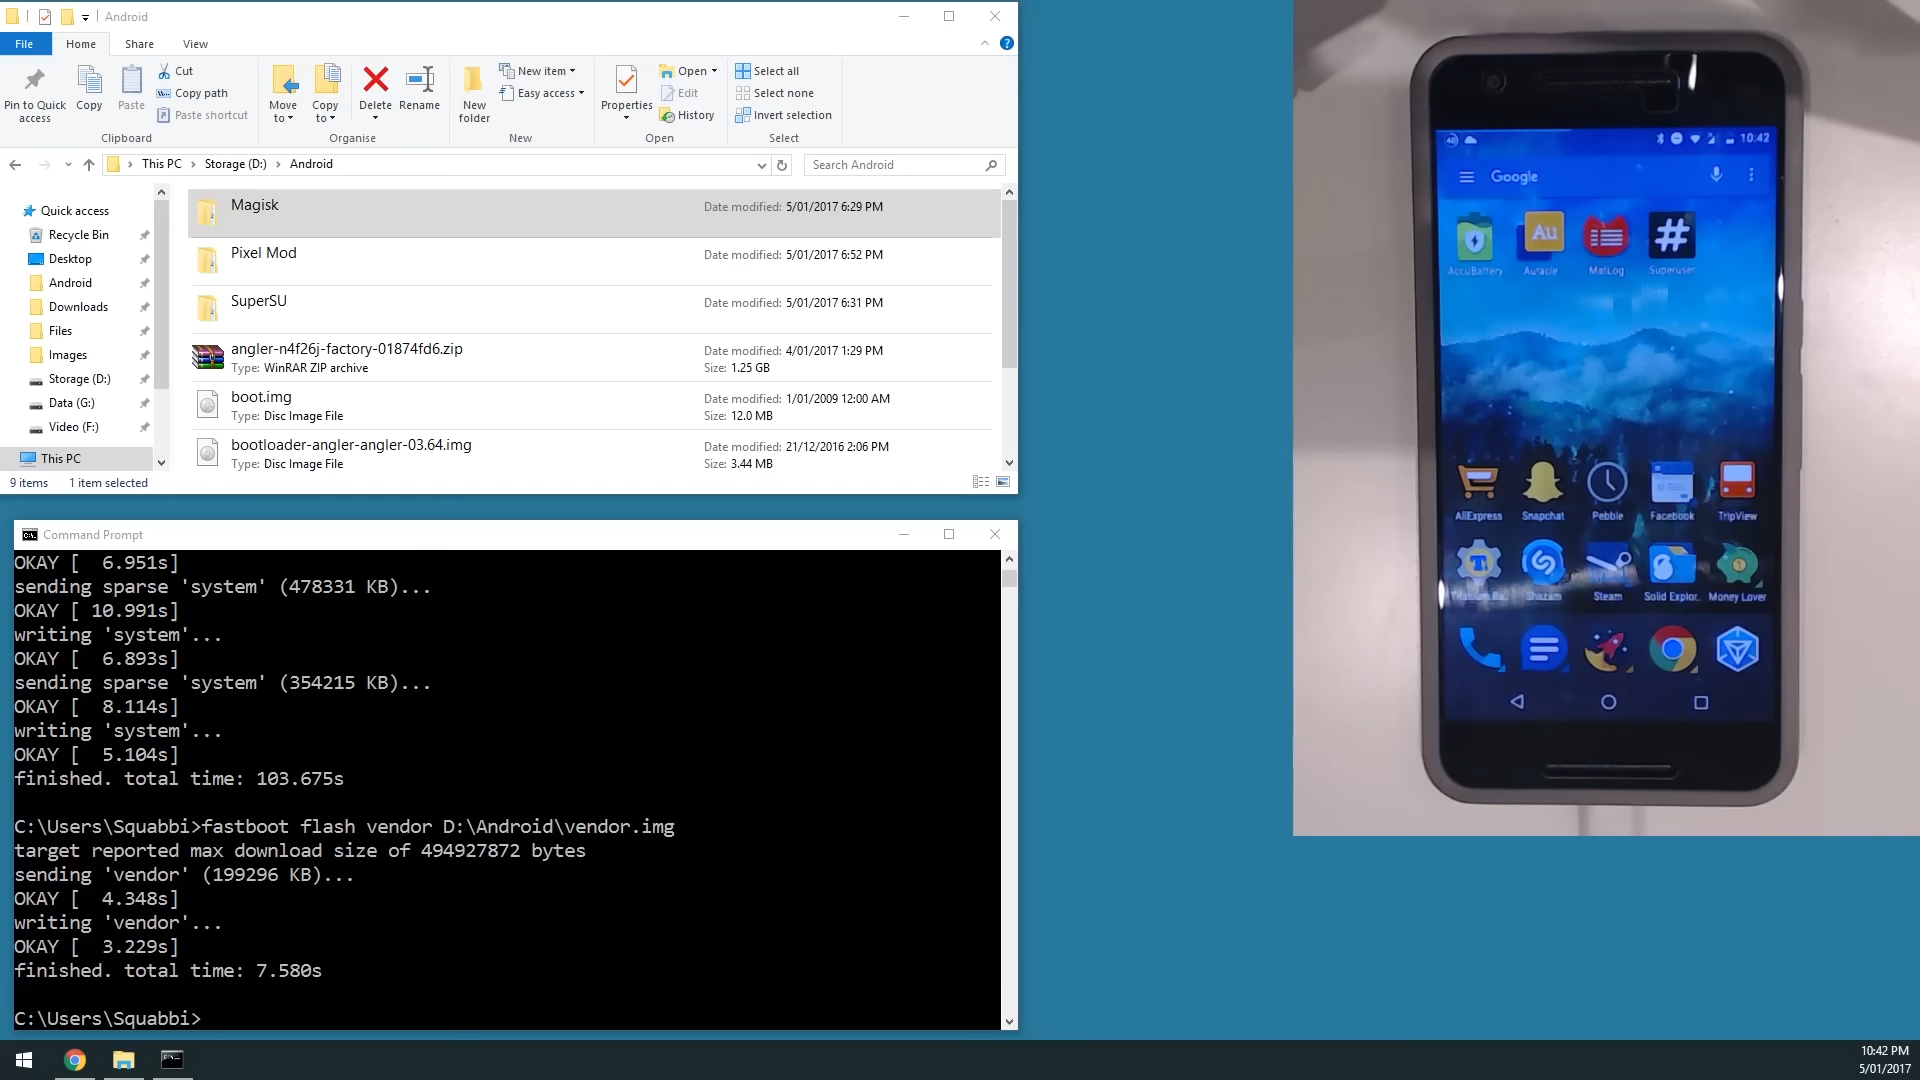 Android
File Home Share View
Pin to Quick access
Copy
Paste
Cut
Copy path
Paste shortcut
Clipboard
Move to
Copy to
Delete
Rename
Organise
New folder
New item
Easy access
New
Properties
Open
Edit
History
Open
Select all
Select none
Invert selection
Select
This PC > Storage (D:) > Android
Search Android
Quick access
Recycle Bin
Desktop
Android
Downloads
Files
Images
Storage (D:)
Data (G:)
Video (F:)
This PC
Magisk Date modified: 5/01/2017 6:29 PM
Pixel Mod Date modified: 5/01/2017 6:52 PM
SuperSU Date modified: 5/01/2017 6:31 PM
angler-n4f26j-factory-01874fd6.zip Date modified: 4/01/2017 1:29 PM
Type: WinRAR ZIP archive Size: 1.25 GB
boot.img Date modified: 1/01/2009 12:00 AM
Type: Disc Image File Size: 12.0 MB
bootloader-angler-angler-03.64.img Date modified: 21/12/2016 2:06 PM
Type: Disc Image File Size: 3.44 MB
9 items 1 item selected
Command Prompt
OKAY [  6.951s]
sending sparse 'system' (478331 KB)...
OKAY [ 10.991s]
writing 'system'...
OKAY [  6.893s]
sending sparse 'system' (354215 KB)...
OKAY [  8.114s]
writing 'system'...
OKAY [  5.104s]
finished. total time: 103.675s
C:\Users\Squabbi>fastboot flash vendor D:\Android\vendor.img
target reported max download size of 494927872 bytes
sending 'vendor' (199296 KB)...
OKAY [  4.348s]
writing 'vendor'...
OKAY [  3.229s]
finished. total time: 7.580s
C:\Users\Squabbi>
10:42
Google
Au
#
AccuBattery Auracle MatLog Superuser
AliExpress Snapchat Pebble Facebook TripView
Shazam Steam Solid Explor.. Money Lover
10:42 PM
5/01/2017